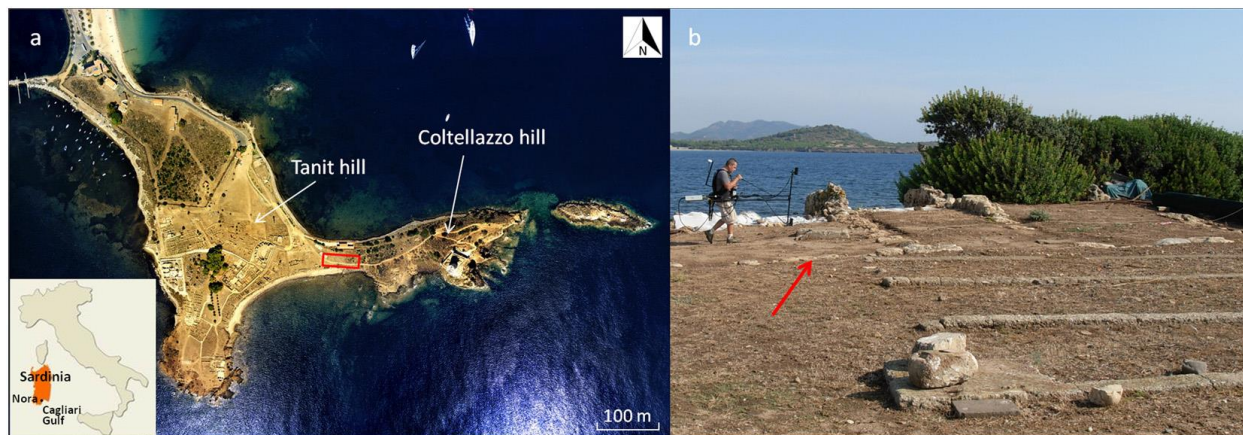 a
N
Tanit hill
Coltellazzo hill
Sardinia
Nora
Cagliari
Gulf
100 m
b